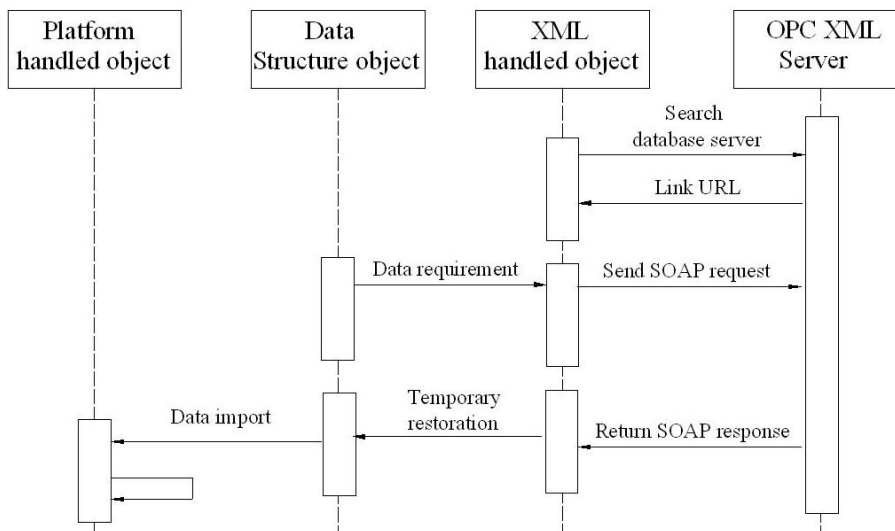 Platform
handled object
Data
Structure object
XML
handled object
OPC XML
Server
Search
database server
Link URL
Data requirement
Send SOAP request
Temporary
restoration
Data import
Return SOAP response